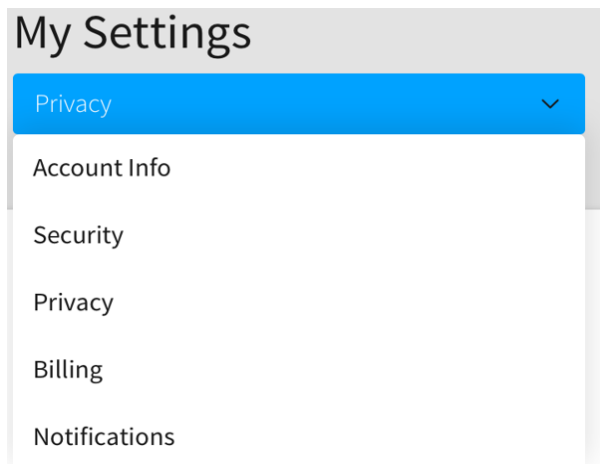 My Settings
Privacy
Account Info
Security
Privacy
Billing
Notifications